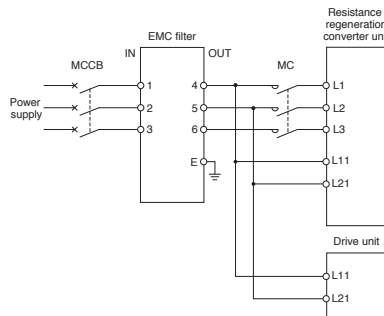 Resistance
regeneration
converter un
EMC filter
IN
OUT
MCCB
MC
1
4
L1
Power
supply
2
5
L2
3
6
L3
E
L11
L21
Drive unit
L11
L21